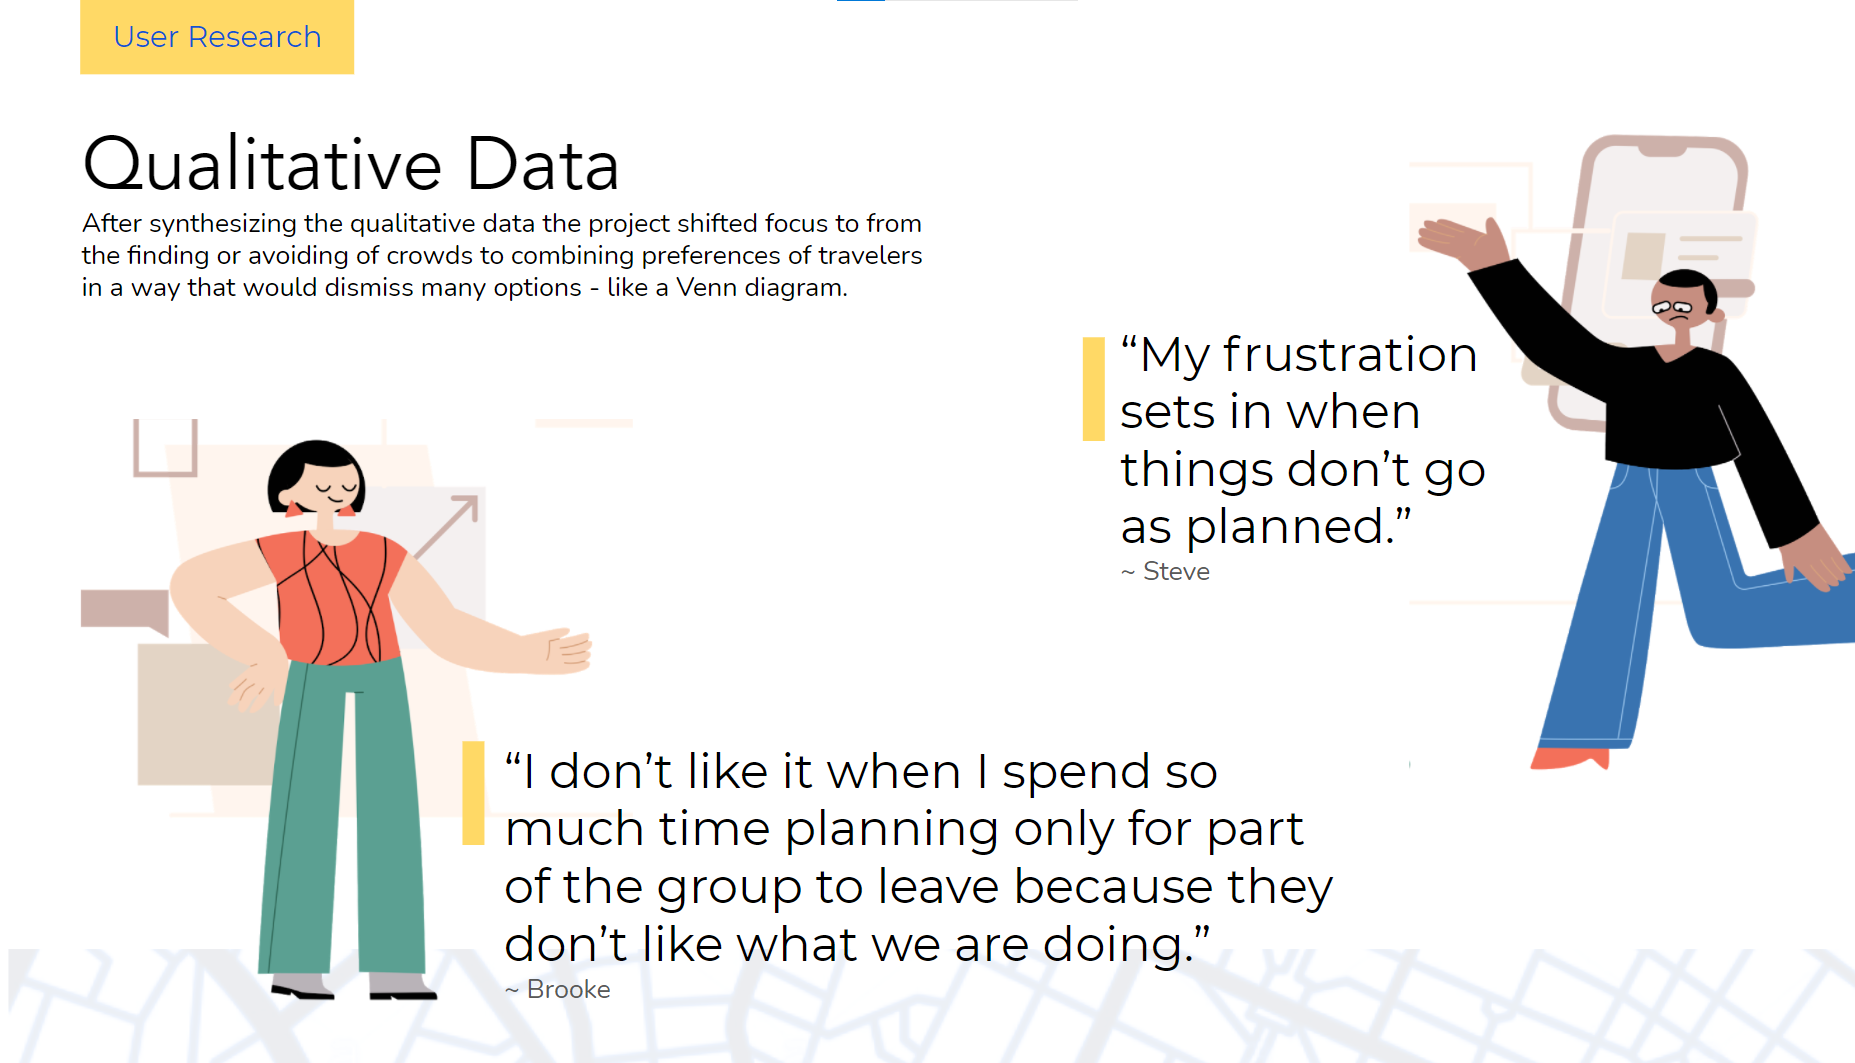 User Research
Qualitative Data
After synthesizing the qualitative data the project shifted focus to from
the finding or avoiding of crowds to combining preferences of travelers
in a way that would dismiss many options - like a Venn diagram.
“My frustration
sets in when
things don’t go
as planned.”
~ Steve
“I don’t like it when I spend so
much time planning only for part
of the group to leave because they
don’t like what we are doing.”
~ Brooke